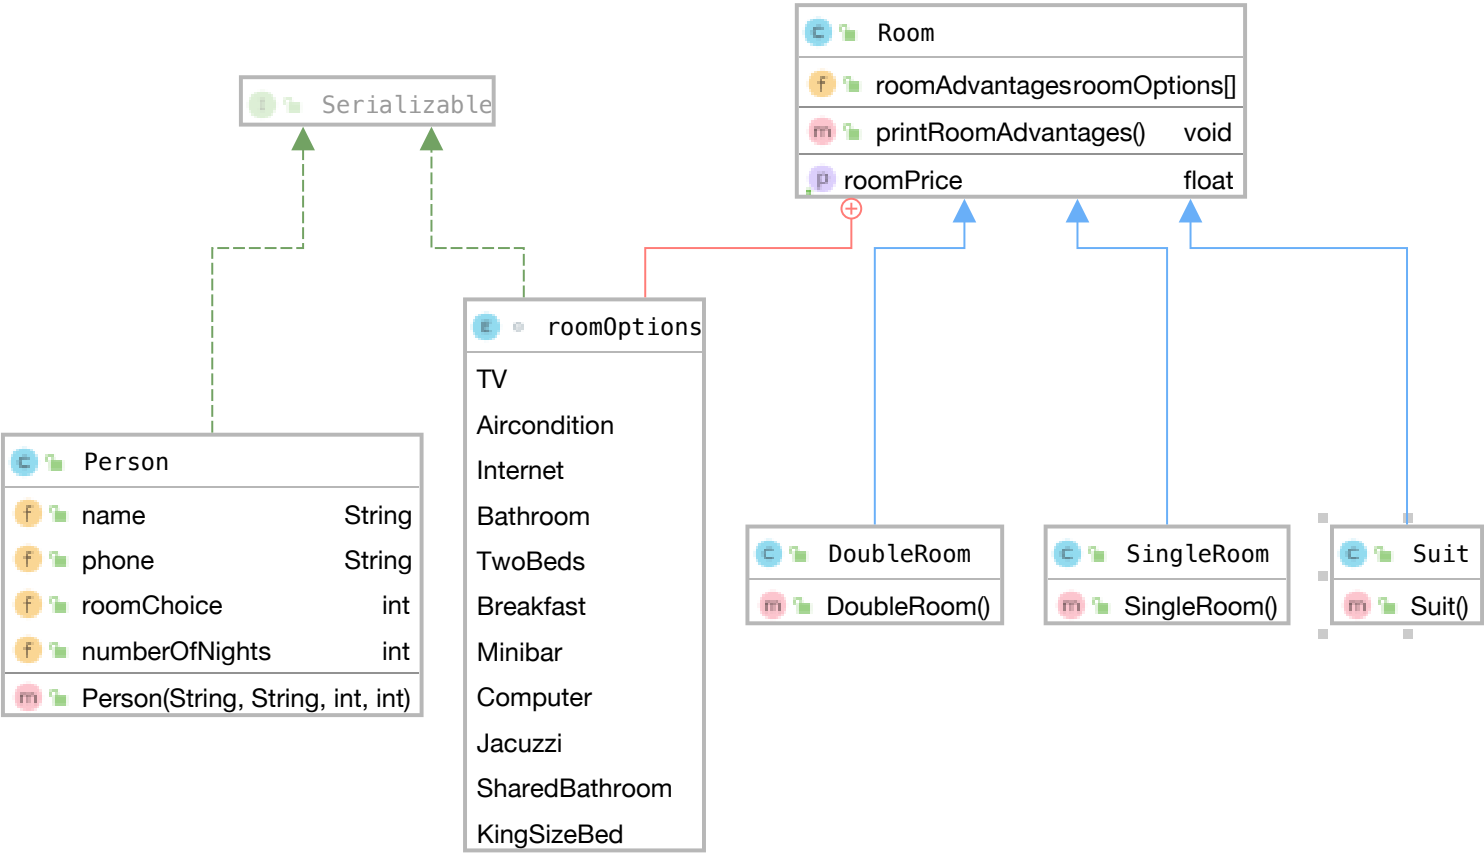 Room
roomAdvantages roomOptions[]
printRoomAdvantages() void
roomPrice float
Serializable
roomOptions
TV
Aircondition
Internet
Bathroom
TwoBeds
Breakfast
Minibar
Computer
Jacuzzi
SharedBathroom
KingSizeBed
Person
name String
phone String
roomChoice int
numberOfNights int
Person(String, String, int, int)
DoubleRoom
DoubleRoom()
SingleRoom
SingleRoom()
Suit
Suit()